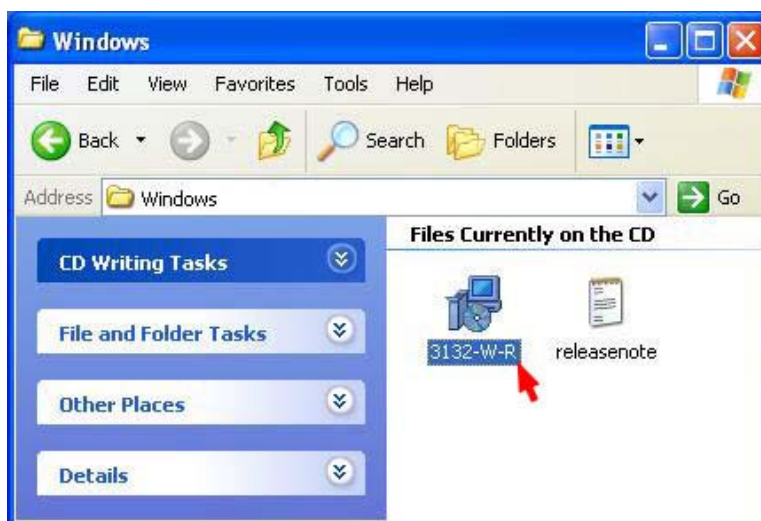 Windows
File Edit View Favorites Tools Help
Back Search Folders
Address Windows Go
Files Currently on the CD
CD Writing Tasks
3132-W-R releasenote
File and Folder Tasks
Other Places
Details